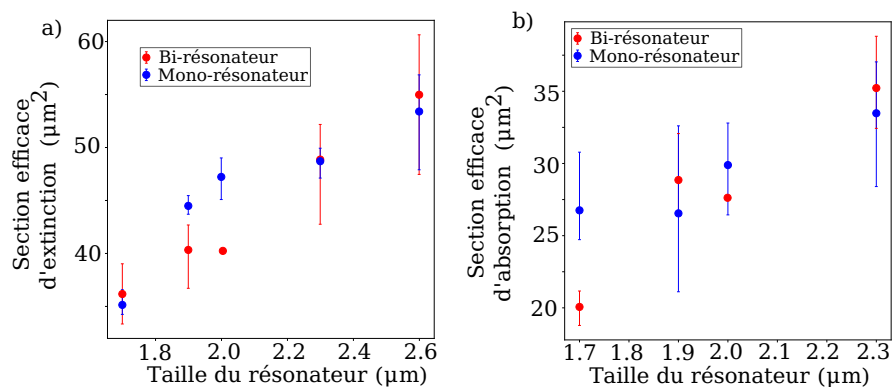 a)
Bi-résonateur
Mono-résonateur
Section efficace
d'extinction (μm²)
60
50
40
1.8
2.0
2.2
2.4
2.6
Taille du résonateur (μm)
b)
Bi-résonateur
Mono-résonateur
Section efficace
d'absorption (μm²)
35
30
25
20
1.7
1.8
1.9
2.0
2.1
2.2
2.3
Taille du résonateur (μm)